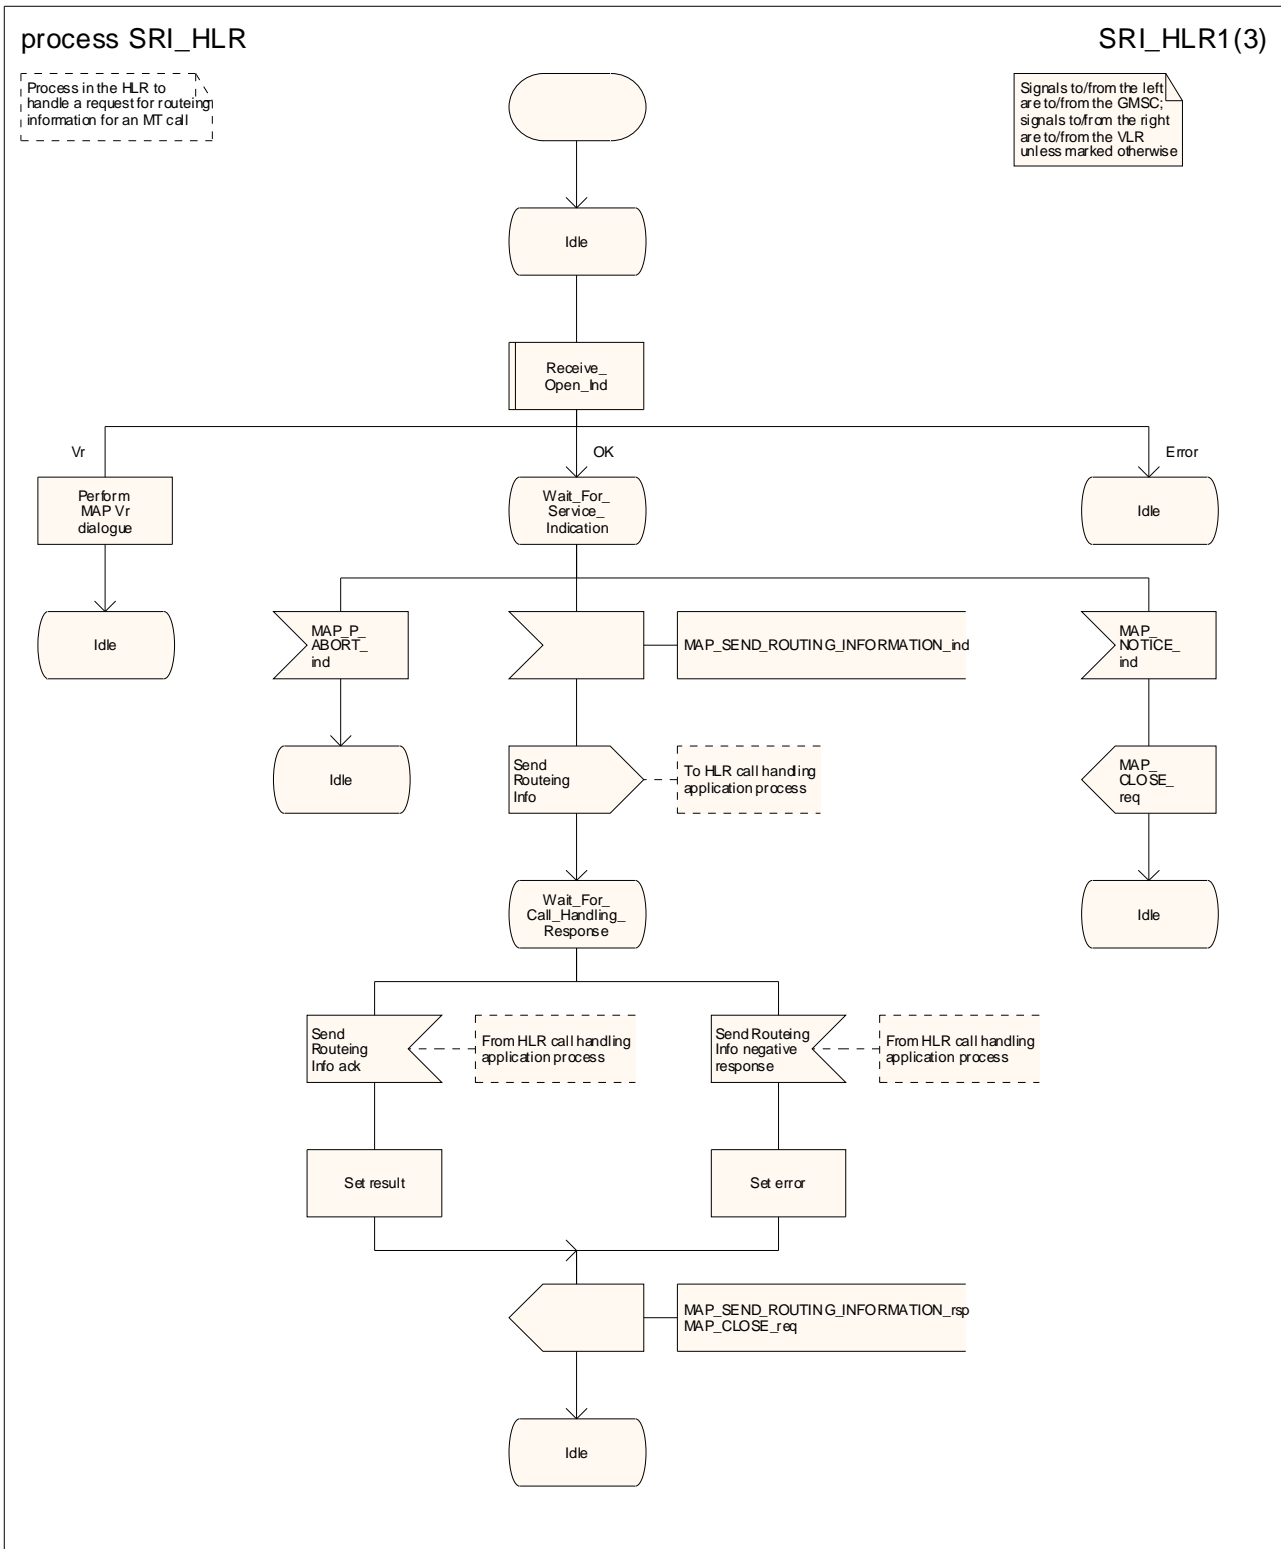 process SRI_HLR
SRI_HLR1(3)
Process in the HLR to
handle a request for routeing
information for an MT call
Signals to/from the left
are to/from the GMSC;
signals to/from the right
are to/from the VLR
unless marked otherwise
Idle
Receive_
Open_Ind
Vr
OK
Error
Perform
MAP Vr
dialogue
Wait_For_
Service_
Indication
Idle
Idle
MAP_P_
ABORT_
ind
MAP_SEND_ROUTING_INFORMATION_ind
MAP_
NOTICE_
ind
Idle
Send
Routeing
Info
To HLR call handling
application process
MAP_
CLOSE_
req
Wait_For_
Call_Handling_
Response
Idle
Send
Routeing
Info ack
From HLR call handling
application process
Send Routeing
Info negative
response
From HLR call handling
application process
Set result
Set error
MAP_SEND_ROUTING_INFORMATION_rsp
MAP_CLOSE_req
Idle